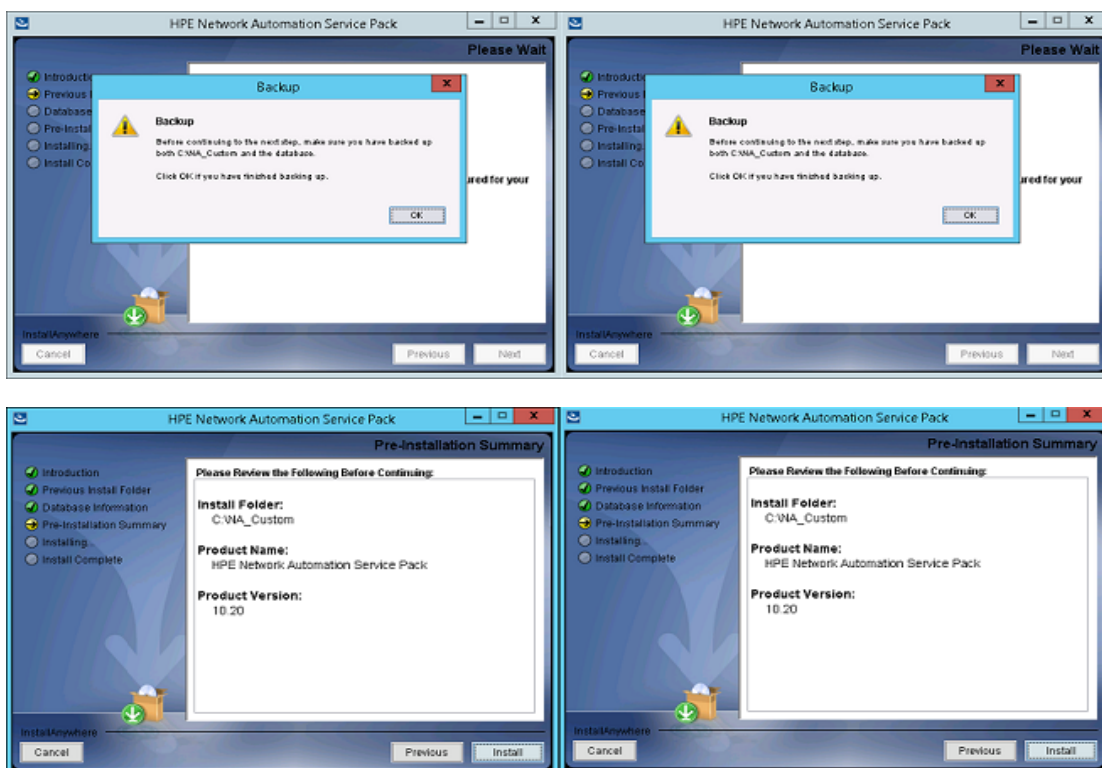 HPE Network Automation Service Pack
Please Wait
Introducti
Previous I
Database
Pre-Instal
Installing.
Install Co
Backup
Backup
Before continuing to the next step, make sure you have backed up
both C:\NA_Custom and the database.
Click OK if you have finished backing up.
OK
ured for your
InstallAnywhere
Cancel
Previous
Next
HPE Network Automation Service Pack
Please Wait
Introducti
Previous I
Database
Pre-Instal
Installing.
Install Co
Backup
Backup
Before continuing to the next step, make sure you have backed up
both C:\NA_Custom and the database.
Click OK if you have finished backing up.
OK
ured for your
InstallAnywhere
Cancel
Previous
Next
HPE Network Automation Service Pack
Pre-Installation Summary
Introduction
Previous Install Folder
Database Information
Pre-Installation Summary
Installing...
Install Complete
Please Review the Following Before Continuing:
Install Folder:
C:\NA_Custom
Product Name:
HPE Network Automation Service Pack
Product Version:
10.20
InstallAnywhere
Cancel
Previous
Install
HPE Network Automation Service Pack
Pre-Installation Summary
Introduction
Previous Install Folder
Database Information
Pre-Installation Summary
Installing...
Install Complete
Please Review the Following Before Continuing:
Install Folder:
C:\NA_Custom
Product Name:
HPE Network Automation Service Pack
Product Version:
10.20
InstallAnywhere
Cancel
Previous
Install